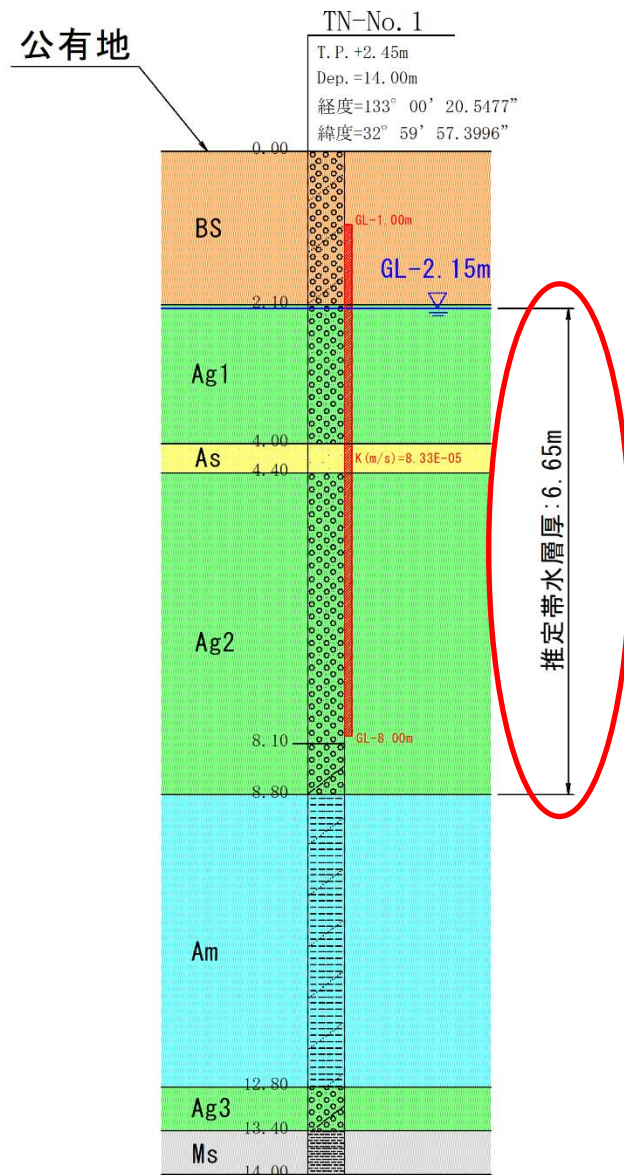 TN-No. 1
公有地
T.P.+2.45m
Dep.=14.00m
経度=133° 00' 20.5477"
緯度=32° 59' 57.3996"
0.00
BS
GL-1.00m
GL-2.15m
2.10
Ag1
4.00
As
K(m/s)=8.33E-05
4.40
推定帯水層厚:6.65m
Ag2
GL-8.00m
8.10
8.80
Am
12.80
Ag3
13.40
Ms
14.00